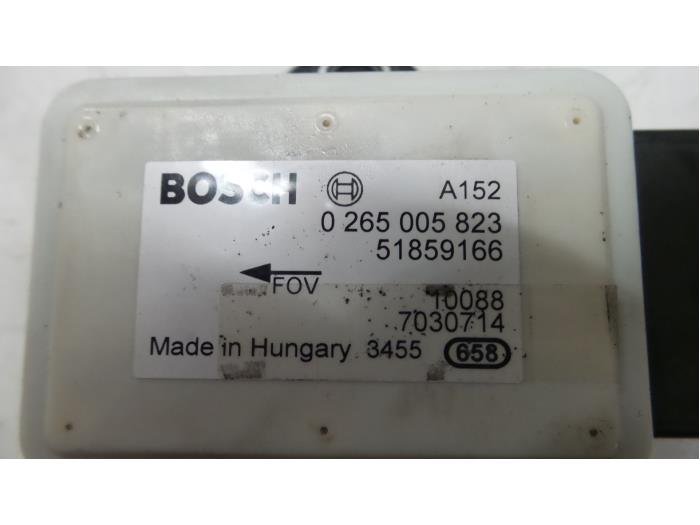 BOSCH A152
0 265 005 823
51859166
FOV
10088
7030714
Made in Hungary 3455 658